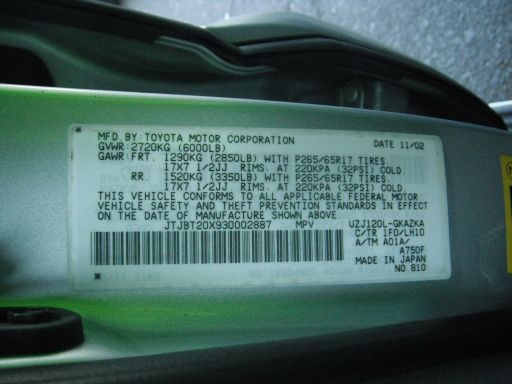 MFD.BY:TOYOTA MOTOR CORPORATION DATE 11/02
GVWR:2720KG (6000LB)
GAWR:FRT. 1290KG (2850LB) WITH P265/65R17 TIRES.
17X7 1/2JJ RIMS. AT 220KPA (32PSI) COLD.
RR. 1520KG (3350LB) WITH P265/65R17 TIRES.
17X7 1/2JJ RIMS. AT 220KPA (32PSI) COLD.
THIS VEHICLE CONFORMS TO ALL APPLICABLE FEDERAL MOTOR
VEHICLE SAFETY AND THEFT PREVENTION STANDARDS IN EFFECT
ON THE DATE OF MANUFACTURE SHOWN ABOVE.
JTJBT20X930002887 MPV UZJ120L-GKAZKA
C/TR 1F0/LH10
A/TM A01A/
A750F
MADE IN JAPAN
NO 810